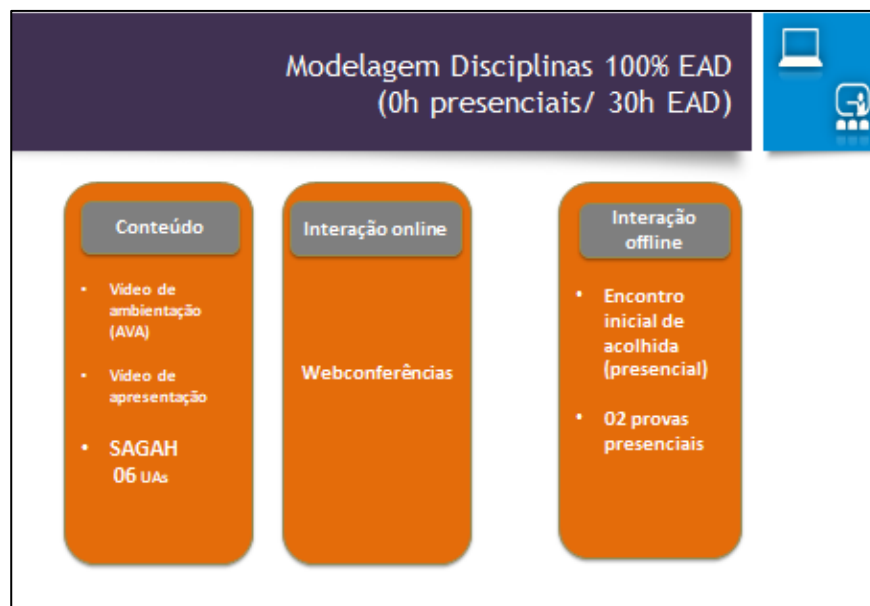 Modelagem Disciplinas 100% EAD
(0h presenciais/ 30h EAD)
Conteúdo
• Vídeo de
ambientação
(AVA)
• Vídeo de
apresentação
• SAGAH
06 UAs
Interação online
Webconferências
Interação
offline
• Encontro
inicial de
acolhida
(presencial)
• 02 provas
presenciais